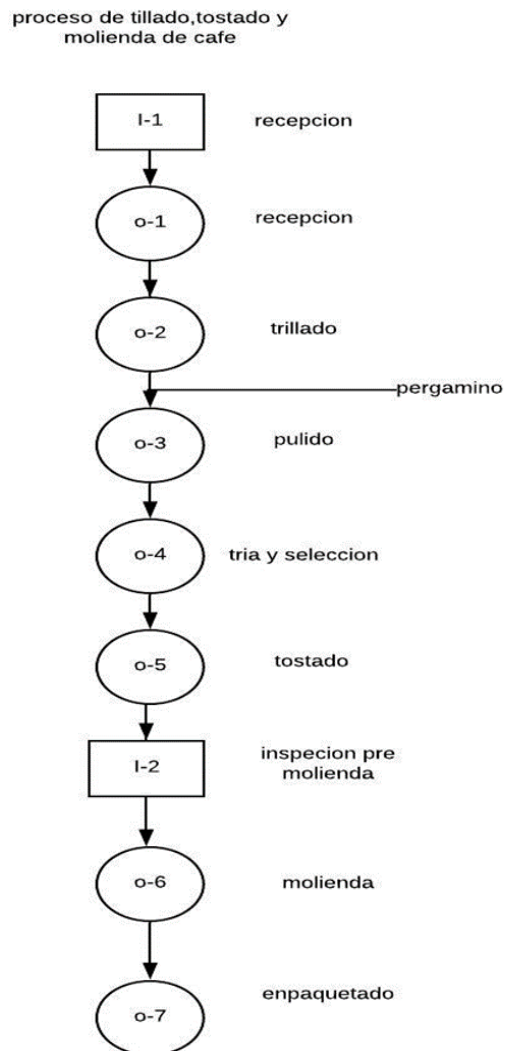 proceso de tillado,tostado y
molienda de cafe
I-1 recepcion
o-1 recepcion
o-2 trillado
pergamino
o-3 pulido
o-4 tria y seleccion
o-5 tostado
I-2 inspecion pre
molienda
o-6 molienda
o-7 enpaquetado